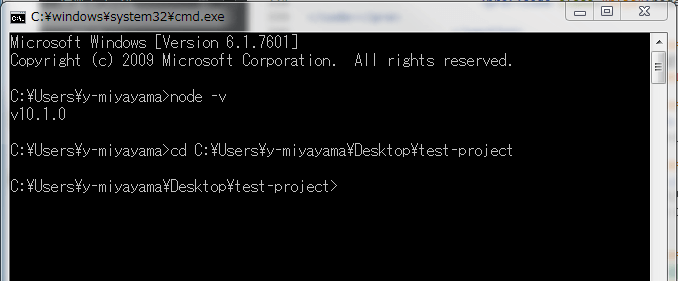 C:¥windows¥system32¥cmd.exe
Microsoft Windows [Version 6.1.7601]
Copyright (c) 2009 Microsoft Corporation.  All rights reserved.
C:¥Users¥y-miyayama>node -v
v10.1.0
C:¥Users¥y-miyayama>cd C:¥Users¥y-miyayama¥Desktop¥test-project
C:¥Users¥y-miyayama¥Desktop¥test-project>